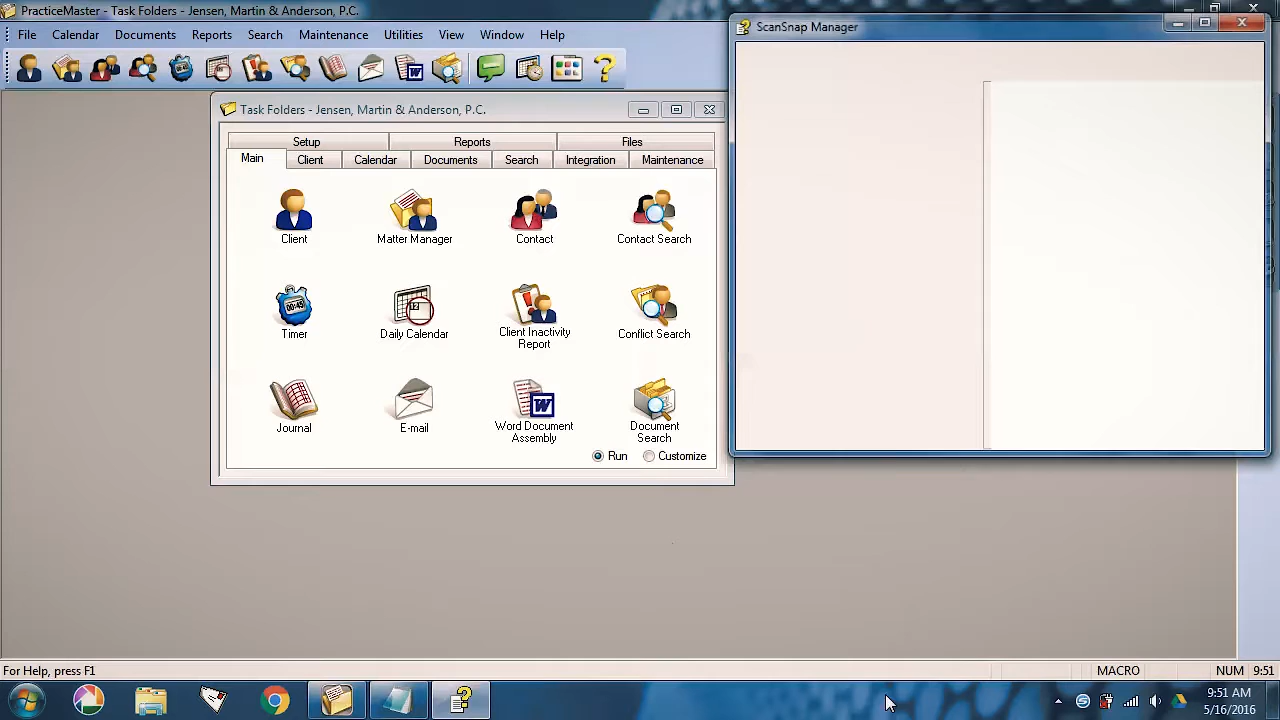 PracticeMaster - Task Folders - Jensen, Martin & Anderson, P.C.
File Calendar Documents Reports Search Maintenance Utilities View Window Help
ScanSnap Manager
Task Folders - Jensen, Martin & Anderson, P.C.
Setup Reports Files
Main Client Calendar Documents Search Integration Maintenance
Client Matter Manager Contact Contact Search
Timer Daily Calendar Client Inactivity Report Conflict Search
Journal E-mail Word Document Assembly Document Search
Run Customize
For Help, press F1
MACRO NUM 9:51
9:51 AM
5/16/2016